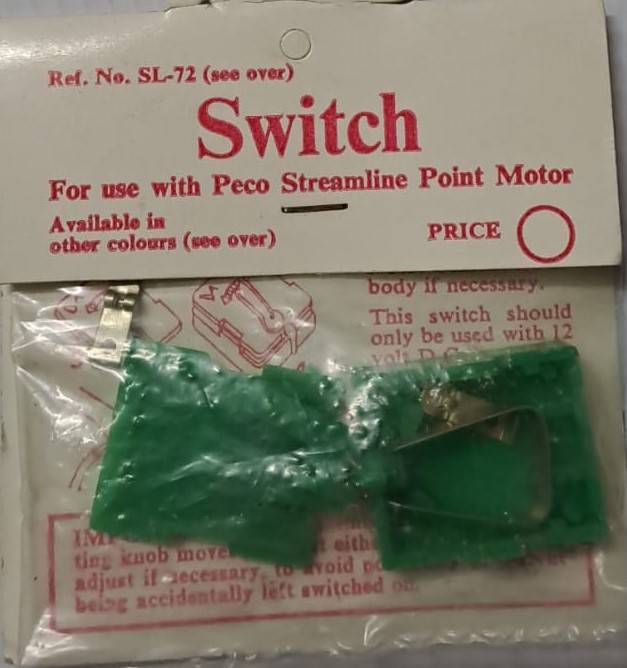 Ref. No. SL-72 (see over)
Switch
For use with Peco Streamline Point Motor
Available in
other colours (see over)
PRICE
body if necessary.
This switch should
only be used with 12
volt D.C.
ting knob move
adjust if necessary, to avoid
being accidentally left switched on.